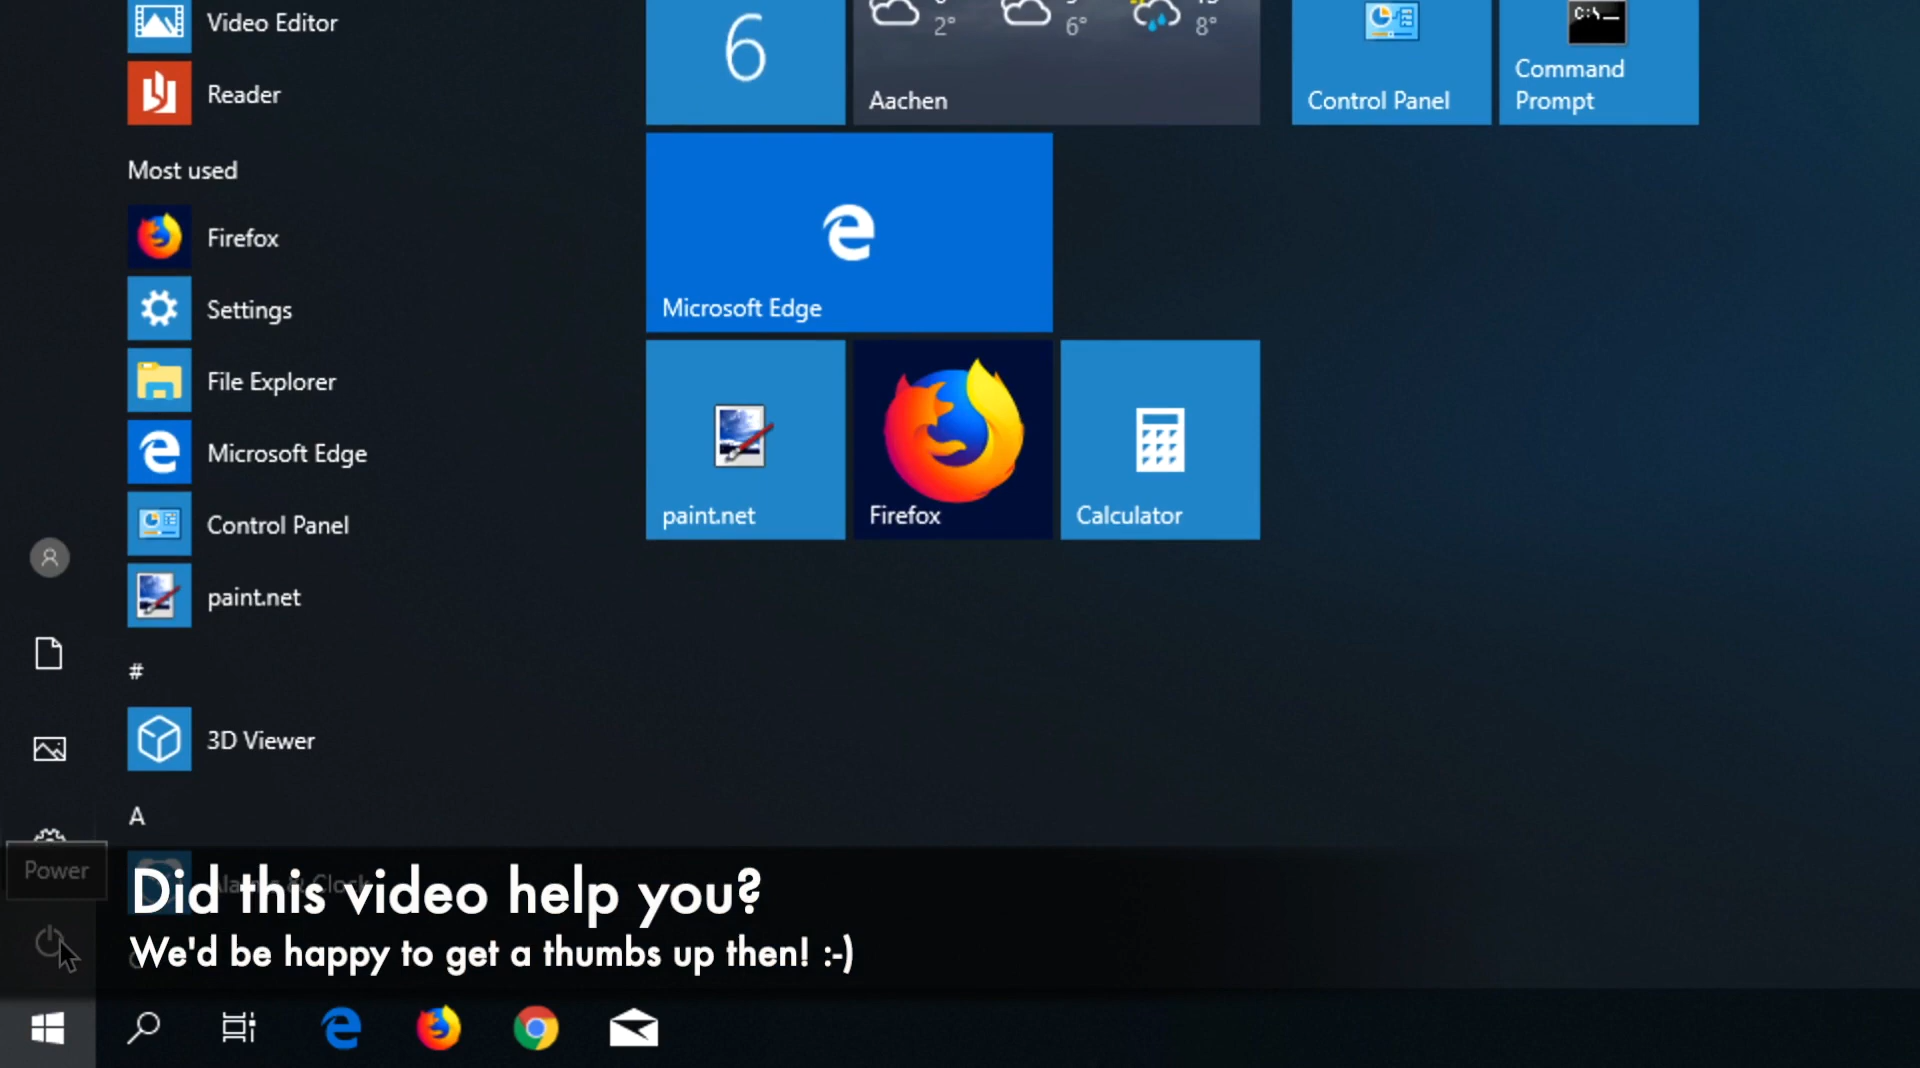 Video Editor
Reader
Most used
Firefox
Settings
File Explorer
Microsoft Edge
Control Panel
paint.net
#
3D Viewer
A
Alarms & Clock
Power
6
2°
6°
8°
Aachen
Control Panel
C:\
Command
Prompt
Microsoft Edge
paint.net
Firefox
Calculator
Did this video help you?
We'd be happy to get a thumbs up then! :-)